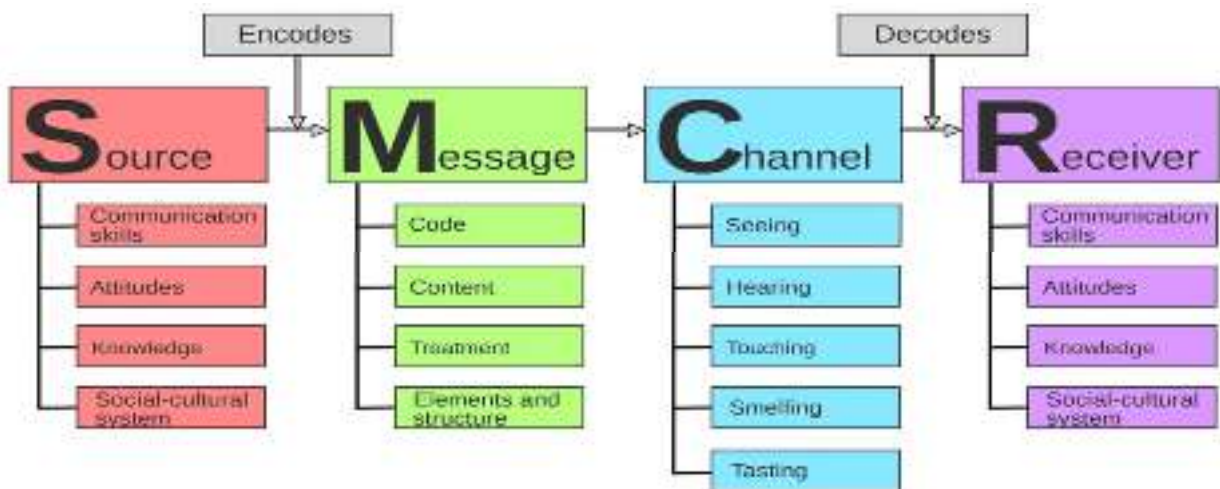 Encodes
Decodes
Source
Message
Channel
Receiver
Communication
skills
Attitudes
Knowledge
Social-cultural
system
Code
Content
Treatment
Elements and
structure
Seeing
Hearing
Touching
Smelling
Tasting
Communication
skills
Attitudes
Knowledge
Social-cultural
system